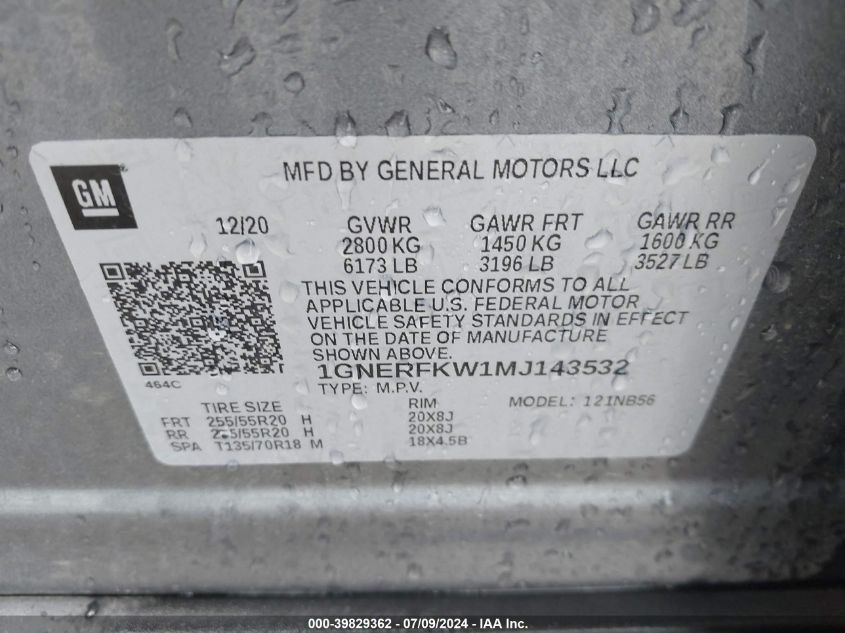 MFD BY GENERAL MOTORS LLC
GM
12/20 GVWR GAWR FRT GAWR RR
2800 KG 1450 KG 1600 KG
6173 LB 3196 LB 3527 LB
THIS VEHICLE CONFORMS TO ALL
APPLICABLE U.S. FEDERAL MOTOR
VEHICLE SAFETY STANDARDS IN EFFECT
ON THE DATE OF MANUFACTURE
SHOWN ABOVE.
1GNERFKW1MJ143532
464C
TYPE: M.P.V.
TIRE SIZE RIM MODEL: 121NB56
FRT 255/55R20 H 20X8J
RR 255/55R20 H 20X8J
SPA T135/70R18 M 18X4.5B
000-39829362 - 07/09/2024 - IAA Inc.